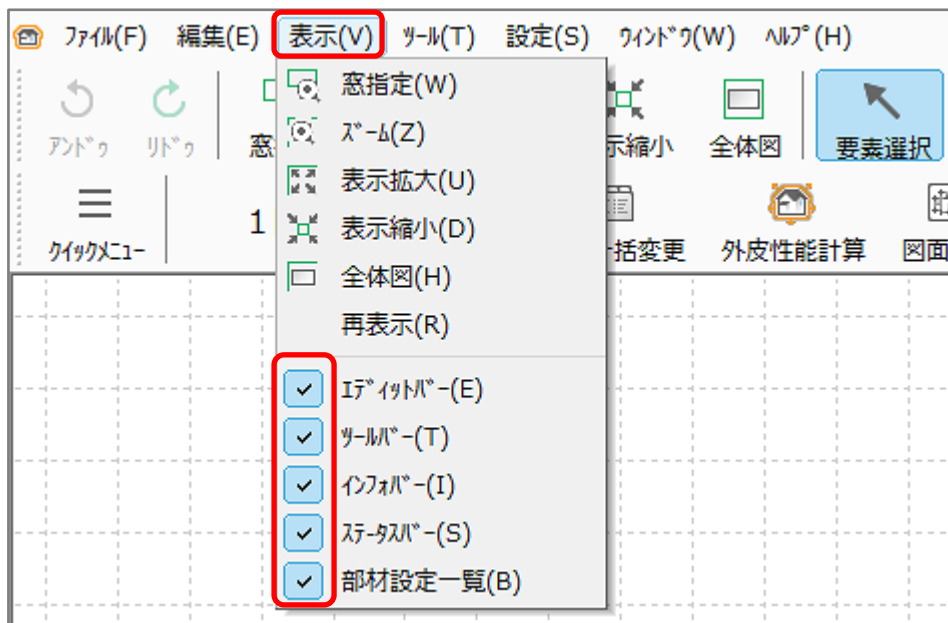 ﾌｧｲﾙ(F) 編集(E) 表示(V) ﾂｰﾙ(T) 設定(S) ｳｨﾝﾄﾞｳ(W) ﾍﾙﾌﾟ(H)
ｱﾝﾄﾞｩ ﾘﾄﾞｩ 窓 示縮小 全体図 要素選択
ｸｲｯｸﾒﾆｭｰ 1 括変更 外皮性能計算 図面
窓指定(W)
ｽﾞｰﾑ(Z)
表示拡大(U)
表示縮小(D)
全体図(H)
再表示(R)
ｴﾃﾞｨｯﾄﾊﾞｰ(E)
ﾂｰﾙﾊﾞｰ(T)
ｲﾝﾌｫﾊﾞｰ(I)
ｽﾃｰﾀｽﾊﾞｰ(S)
部材設定一覧(B)